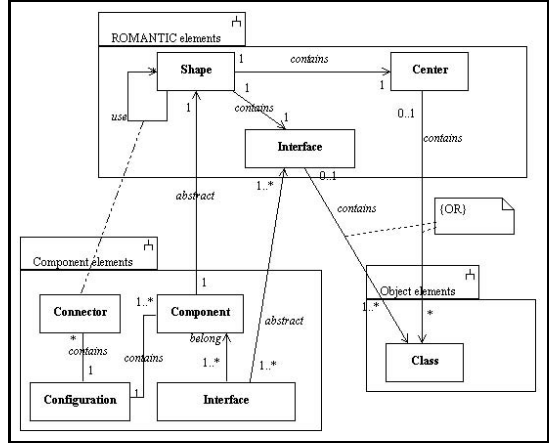 ROMANTIC elements
Shape
1
contains
1
Center
*
1
contains
1
use
1
0..1
contains
Interface
1..*
0..1
abstract
contains
{OR}
Component elements
Object elements
1
Connector
1..*
Component
abstract
1..*
*
*
contains
contains
belong
1..*
1..*
Class
1
1
Configuration
Interface